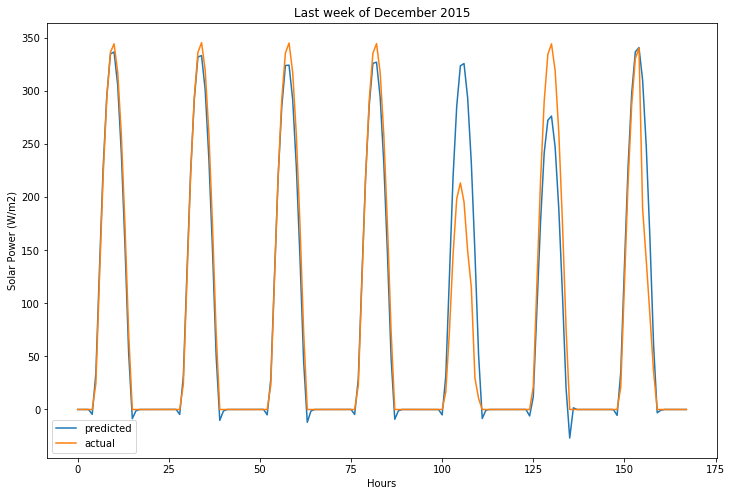 Last week of December 2015
Solar Power (W/m2)
350
300
250
200
150
100
50
0
predicted
actual
0 25 50 75 100 125 150 175
Hours